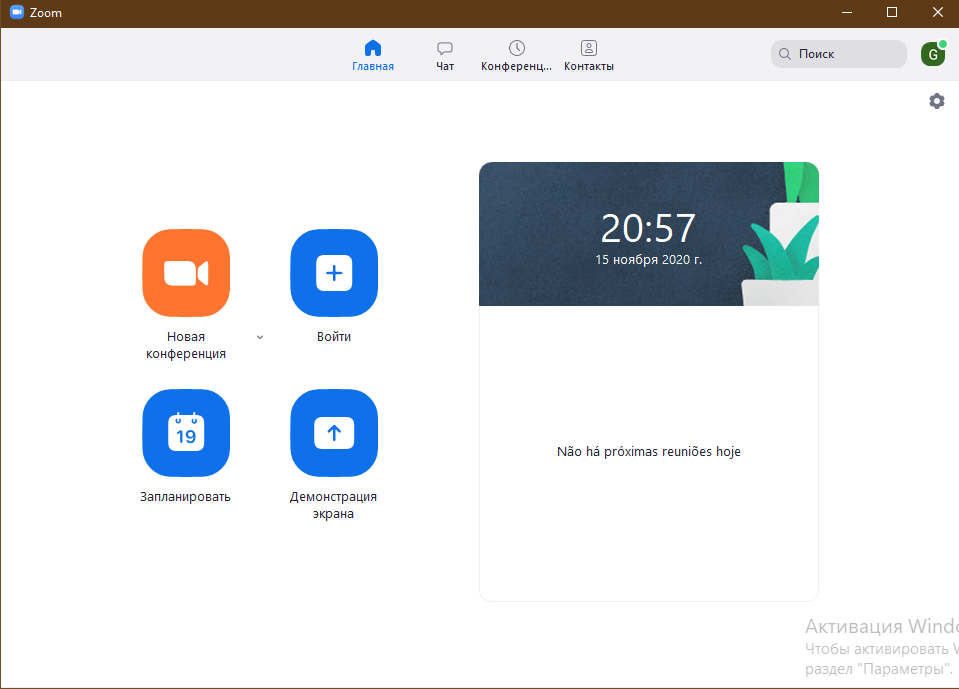 Zoom
Главная
Чат
Конференц...
Контакты
Поиск
G
20:57
15 ноября 2020 г.
Новая
конференция
Войти
19
Запланировать
Демонстрация
экрана
Não há próximas reuniões hoje
Активация Windo
Чтобы активировать W
раздел "Параметры".